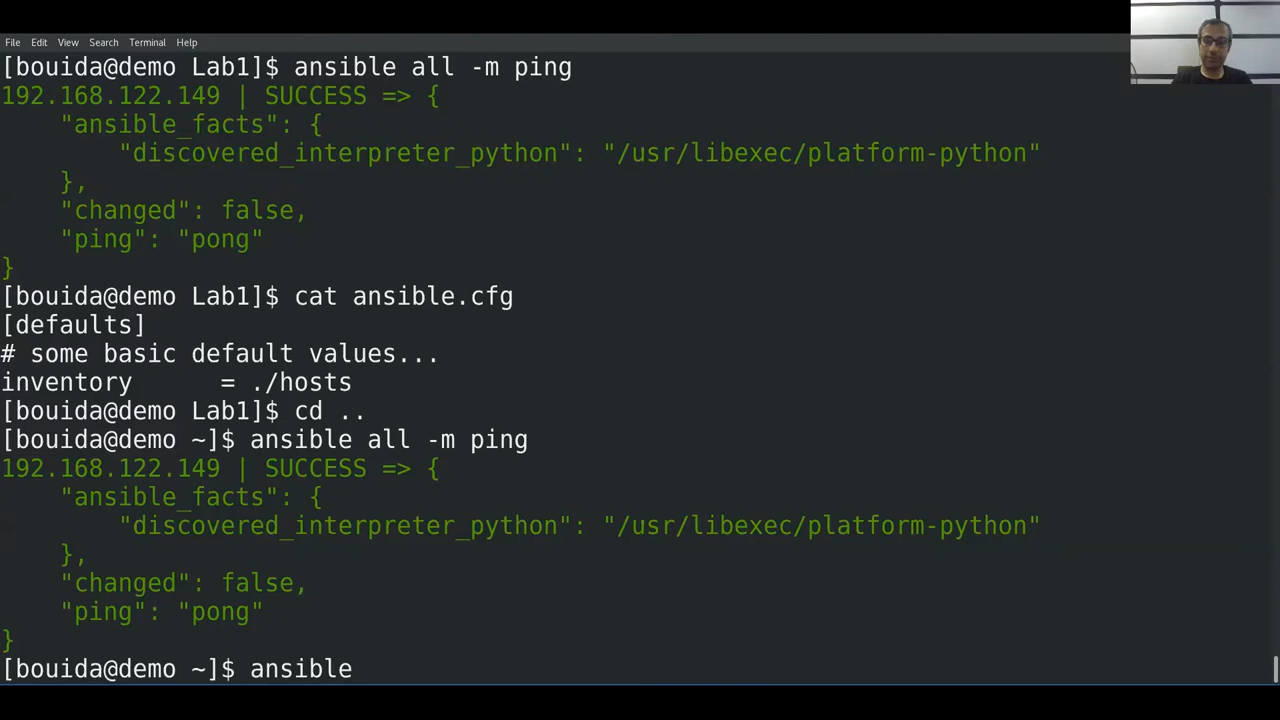 File Edit View Search Terminal Help
[bouida@demo Lab1]$ ansible all -m ping
192.168.122.149 | SUCCESS => {
    "ansible_facts": {
        "discovered_interpreter_python": "/usr/libexec/platform-python"
    },
    "changed": false,
    "ping": "pong"
}
[bouida@demo Lab1]$ cat ansible.cfg
[defaults]
# some basic default values...
inventory      = ./hosts
[bouida@demo Lab1]$ cd ..
[bouida@demo ~]$ ansible all -m ping
192.168.122.149 | SUCCESS => {
    "ansible_facts": {
        "discovered_interpreter_python": "/usr/libexec/platform-python"
    },
    "changed": false,
    "ping": "pong"
}
[bouida@demo ~]$ ansible